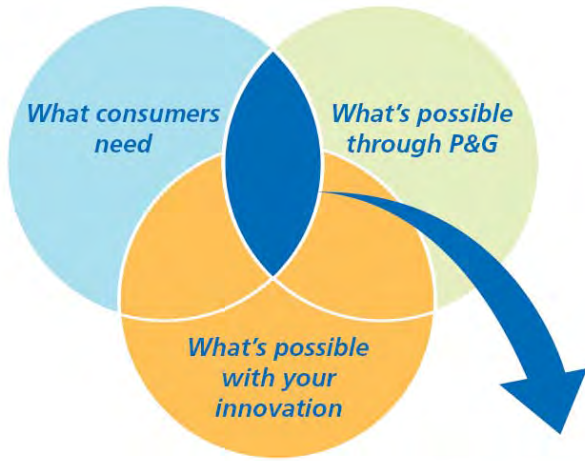 What consumers
need
What's possible
through P&G
What's possible
with your
innovation